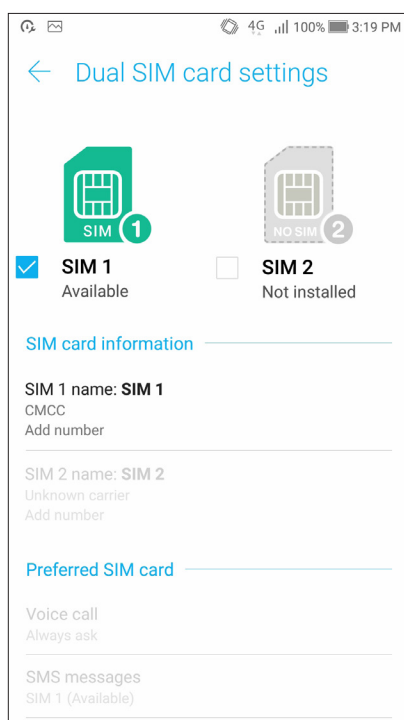 4G 100% 3:19 PM
Dual SIM card settings
SIM 1
NO SIM 2
SIM 1
Available
SIM 2
Not installed
SIM card information
SIM 1 name: SIM 1
CMCC
Add number
SIM 2 name: SIM 2
Unknown carrier
Add number
Preferred SIM card
Voice call
Always ask
SMS messages
SIM 1 (Available)